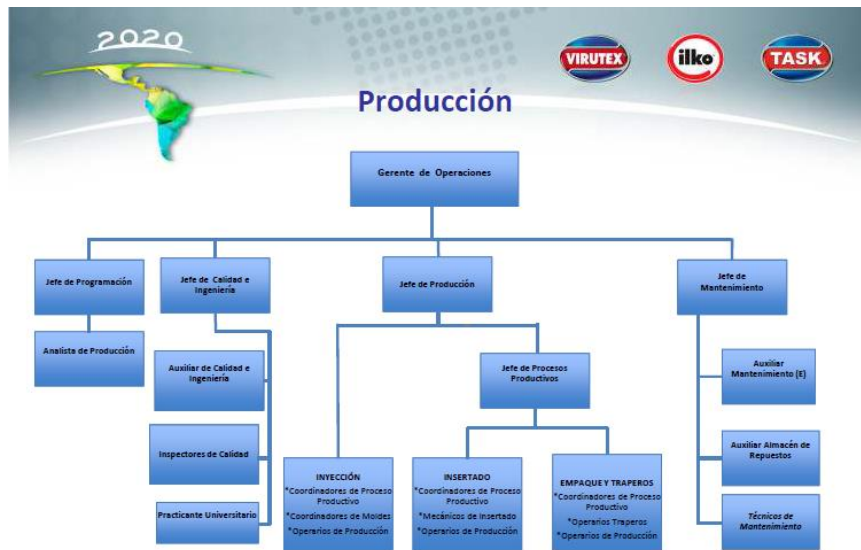 2020
VIRUTEX
ilko
TASK
Producción
Gerente de Operaciones
Jefe de Programación
Jefe de Calidad e
Ingeniería
Jefe de Producción
Jefe de
Mantenimiento
Analista de Producción
Auxiliar de Calidad e
Ingeniería
Inspectores de Calidad
Practicante Universitario
Jefe de Procesos
Productivos
INYECCIÓN
*Coordinadores de Proceso
Productivo
*Coordinadores de Moldes
*Operarios de Producción
INSERTADO
*Coordinadores de Proceso
Productivo
*Mecánicos de Insertado
*Operarios de Producción
EMPAQUE Y TRAPEROS
*Coordinadores de Proceso
Productivo
*Operarios Traperos
*Operarios de Producción
Auxiliar
Mantenimiento (E)
Auxiliar Almacén de
Repuestos
Técnicos de
Mantenimiento